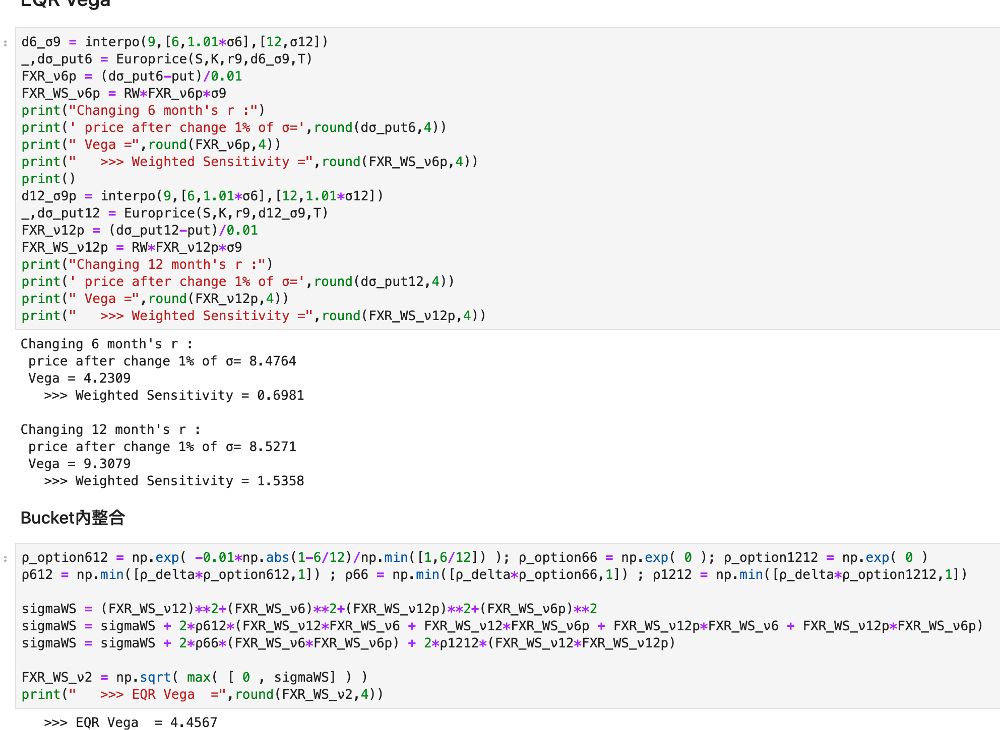 EQR Vega
d6_σ9 = interpo(9,[6,1.01*σ6],[12,σ12])
_,dσ_put6 = Europrice(S,K,r9,d6_σ9,T)
FXR_ν6p = (dσ_put6-put)/0.01
FXR_WS_ν6p = RW*FXR_ν6p*σ9
print("Changing 6 month's r :")
print(' price after change 1% of σ=',round(dσ_put6,4))
print(" Vega =",round(FXR_ν6p,4))
print("   >>> Weighted Sensitivity =",round(FXR_WS_ν6p,4))
print()
d12_σ9p = interpo(9,[6,1.01*σ6],[12,1.01*σ12])
_,dσ_put12 = Europrice(S,K,r9,d12_σ9,T)
FXR_ν12p = (dσ_put12-put)/0.01
FXR_WS_ν12p = RW*FXR_ν12p*σ9
print("Changing 12 month's r :")
print(' price after change 1% of σ=',round(dσ_put12,4))
print(" Vega =",round(FXR_ν12p,4))
print("   >>> Weighted Sensitivity =",round(FXR_WS_ν12p,4))
Changing 6 month's r :
 price after change 1% of σ= 8.4764
 Vega = 4.2309
   >>> Weighted Sensitivity = 0.6981
Changing 12 month's r :
 price after change 1% of σ= 8.5271
 Vega = 9.3079
   >>> Weighted Sensitivity = 1.5358
Bucket內整合
ρ_option612 = np.exp( -0.01*np.abs(1-6/12)/np.min([1,6/12]) ); ρ_option66 = np.exp( 0 ); ρ_option1212 = np.exp( 0 )
ρ612 = np.min([ρ_delta*ρ_option612,1]) ; ρ66 = np.min([ρ_delta*ρ_option66,1]) ; ρ1212 = np.min([ρ_delta*ρ_option1212,1])
sigmaWS = (FXR_WS_ν12)**2+(FXR_WS_ν6)**2+(FXR_WS_ν12p)**2+(FXR_WS_ν6p)**2
sigmaWS = sigmaWS + 2*ρ612*(FXR_WS_ν12*FXR_WS_ν6 + FXR_WS_ν12*FXR_WS_ν6p + FXR_WS_ν12p*FXR_WS_ν6 + FXR_WS_ν12p*FXR_WS_ν6p)
sigmaWS = sigmaWS + 2*ρ66*(FXR_WS_ν6*FXR_WS_ν6p) + 2*ρ1212*(FXR_WS_ν12*FXR_WS_ν12p)
FXR_WS_ν2 = np.sqrt( max( [ 0 , sigmaWS] ) )
print("   >>> EQR Vega  =",round(FXR_WS_ν2,4))
   >>> EQR Vega  = 4.4567